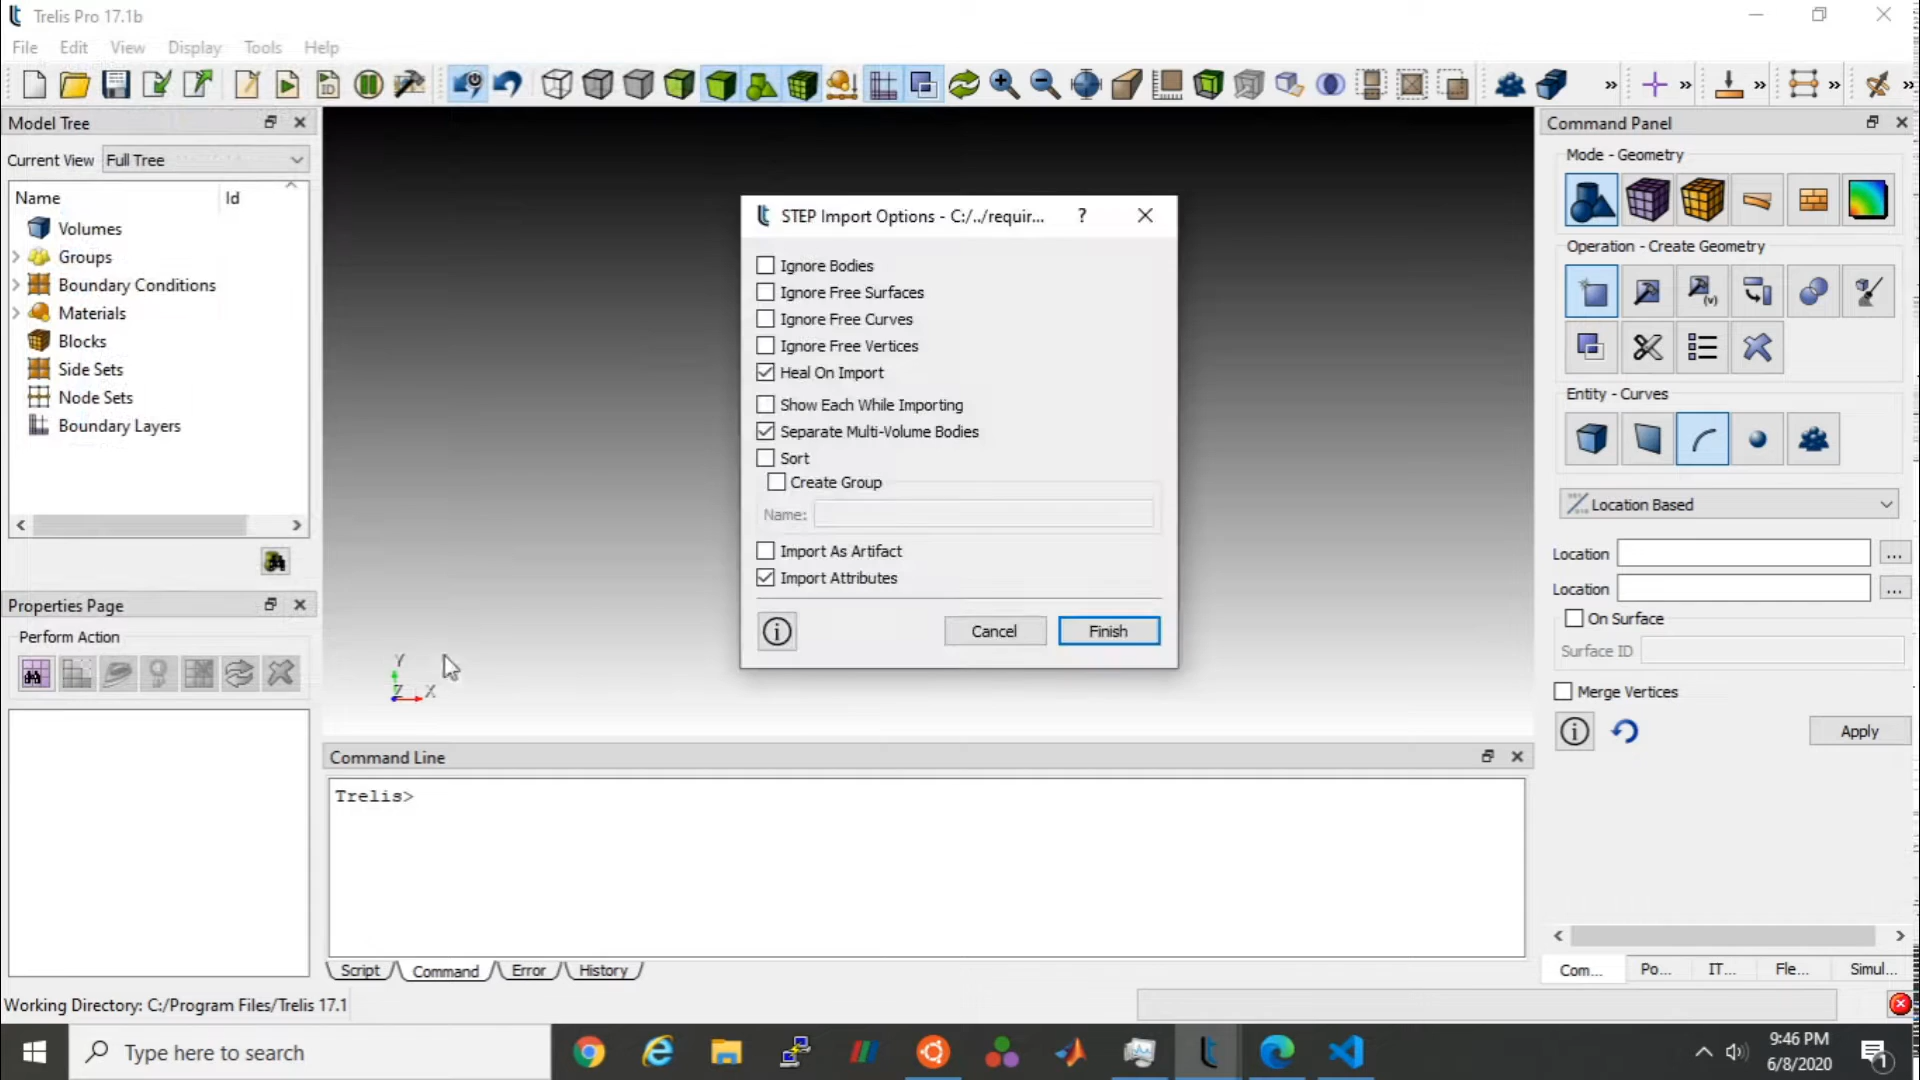 Trelis Pro 17.1b
File Edit View Display Tools Help
Model Tree
Current View Full Tree
Name Id
Volumes
Groups
Boundary Conditions
Materials
Blocks
Side Sets
Node Sets
Boundary Layers
Properties Page
Perform Action
STEP Import Options - C:/../requir... ?
Ignore Bodies
Ignore Free Surfaces
Ignore Free Curves
Ignore Free Vertices
Heal On Import
Show Each While Importing
Separate Multi-Volume Bodies
Sort
Create Group
Name:
Import As Artifact
Import Attributes
Cancel Finish
Y
Z X
Command Line
Trelis>
Script Command Error History
Command Panel
Mode - Geometry
Operation - Create Geometry
(v)
Entity - Curves
Location Based
Location ...
Location ...
On Surface
Surface ID
Merge Vertices
Apply
Com... Po... IT... Fle... Simul...
Working Directory: C:/Program Files/Trelis 17.1
Type here to search
9:46 PM
6/8/2020
1